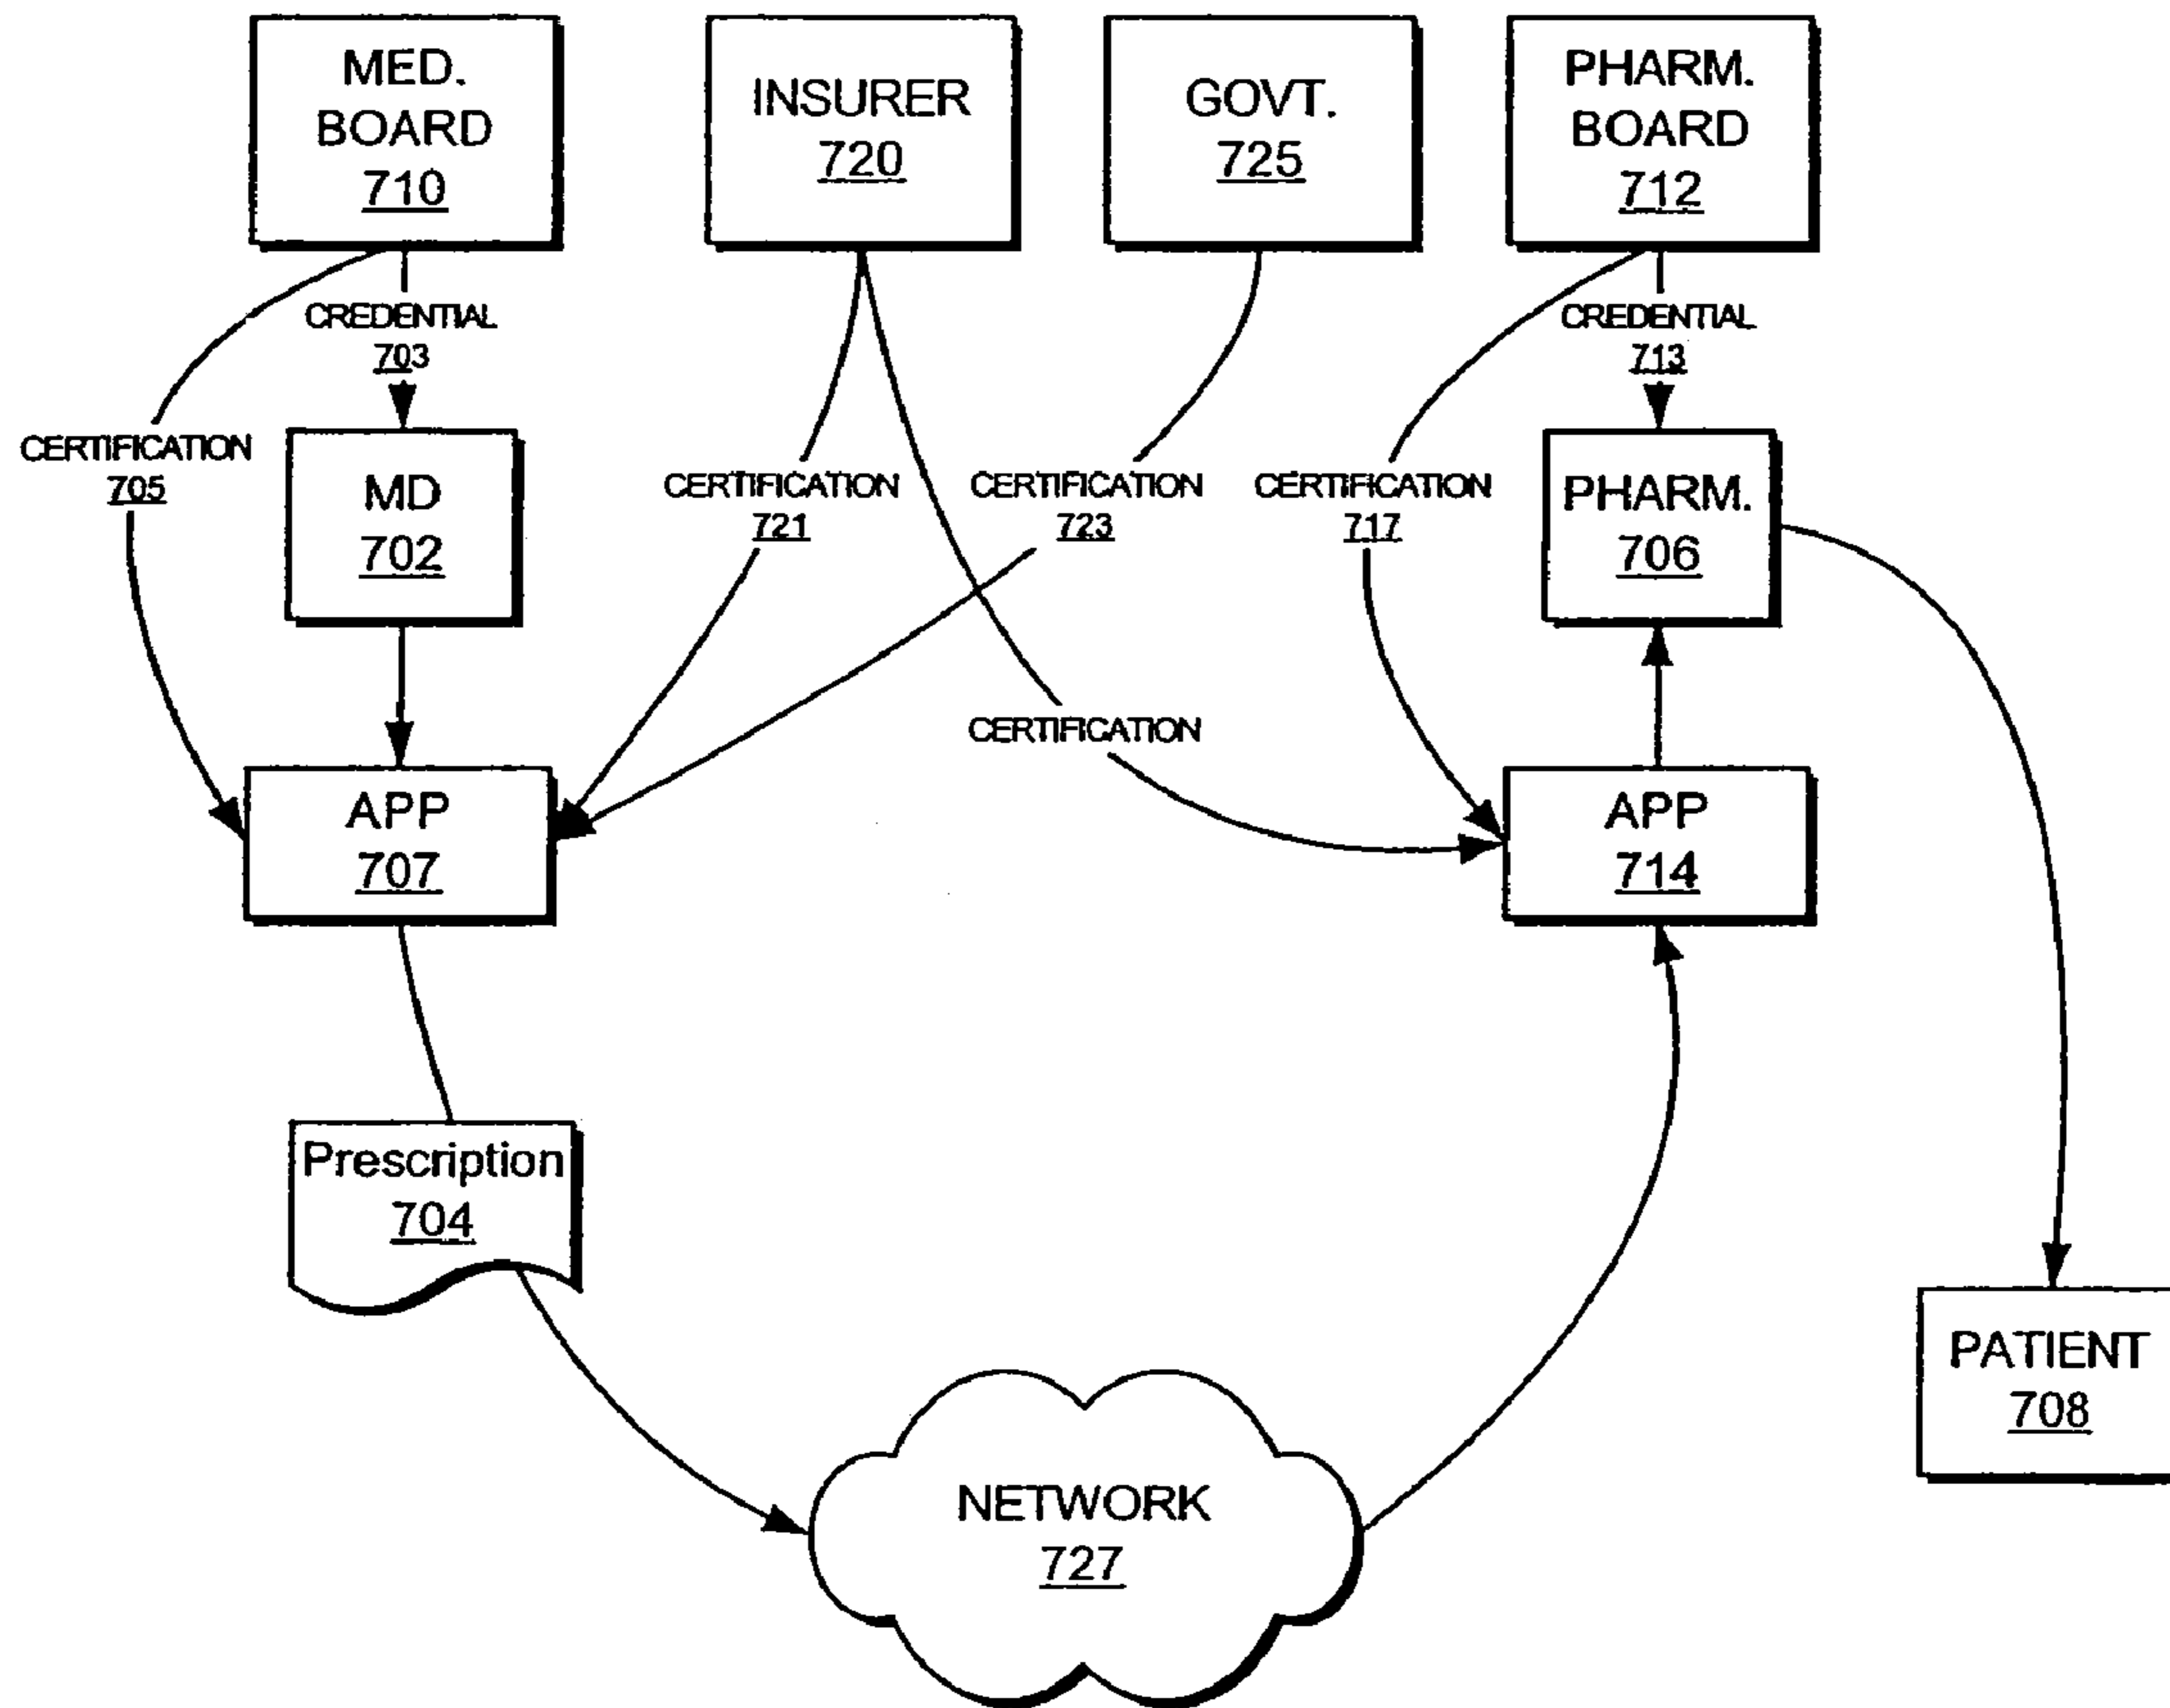 MED.
BOARD
710
INSURER
720
GOVT.
725
PHARM.
BOARD
712
CREDENTIAL
703
CREDENTIAL
713
CERTIFICATION
705
MD
702
CERTIFICATION
721
CERTIFICATION
723
CERTIFICATION
717
PHARM.
706
CERTIFICATION
APP
707
APP
714
Prescription
704
PATIENT
708
NETWORK
727